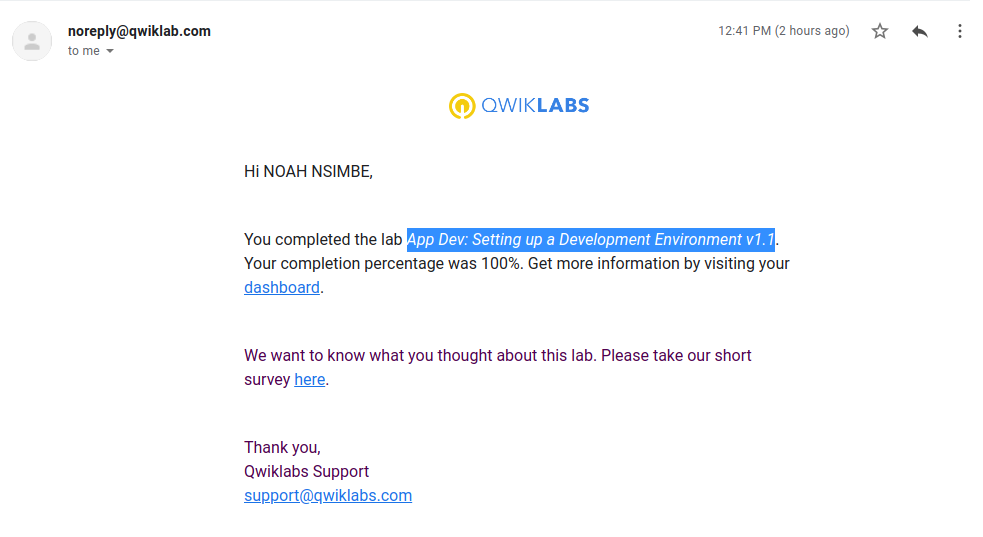 noreply@qwiklab.com
12:41 PM (2 hours ago)
to me
QWIKLABS
Hi NOAH NSIMBE,
You completed the lab App Dev: Setting up a Development Environment v1.1.
Your completion percentage was 100%. Get more information by visiting your
dashboard.
We want to know what you thought about this lab. Please take our short
survey here.
Thank you,
Qwiklabs Support
support@qwiklabs.com